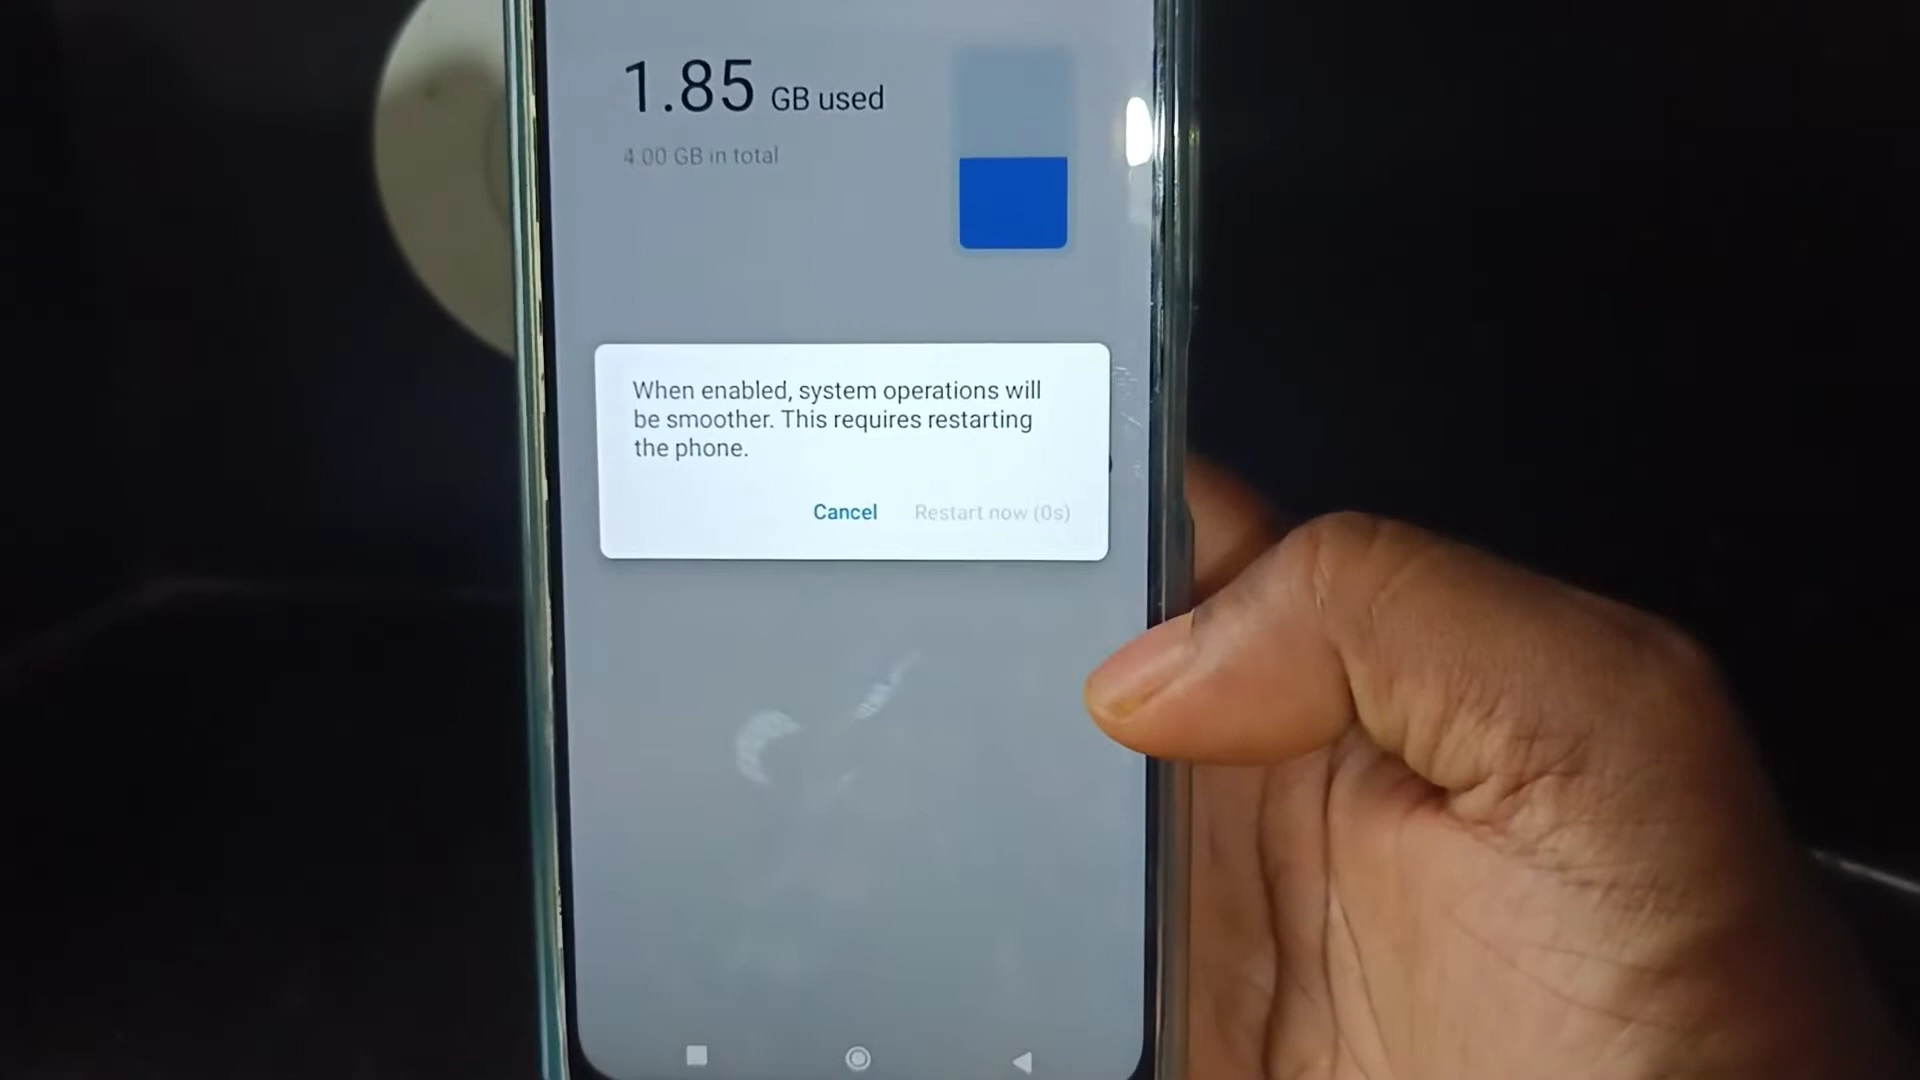 1.85 GB used
4.00 GB in total
When enabled, system operations will
be smoother. This requires restarting
the phone.
Cancel Restart now (0s)